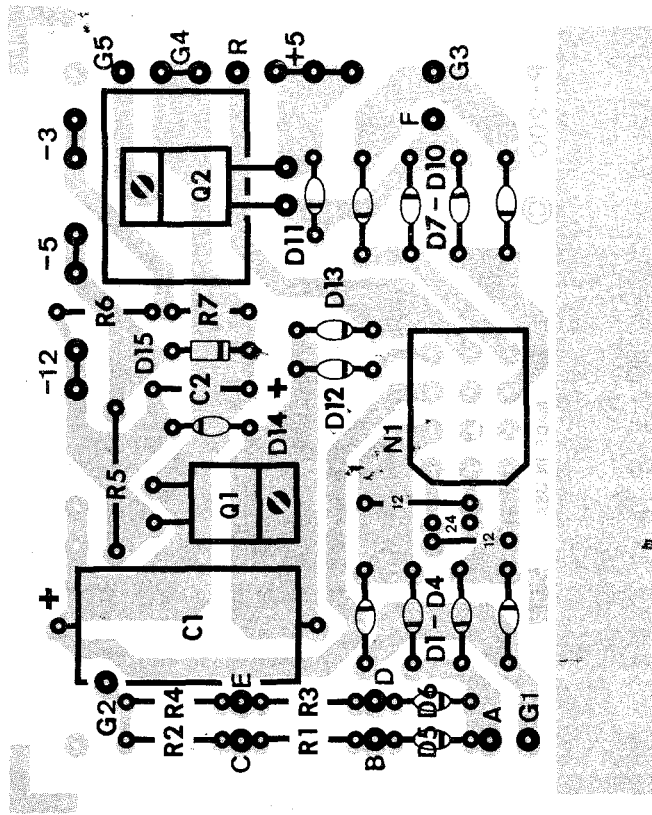 G5
G4
R
+5
G3
-3
F
Q2
D7 - D10
D11
-5
R6
R7
D13
-12
D15
C2
+
D12
N1
D14
R5
Q1
12
24
12
+
C1
D1 - D4
G2
R4
E
R3
D
D6
A
R2
C
R1
B
D5
G1